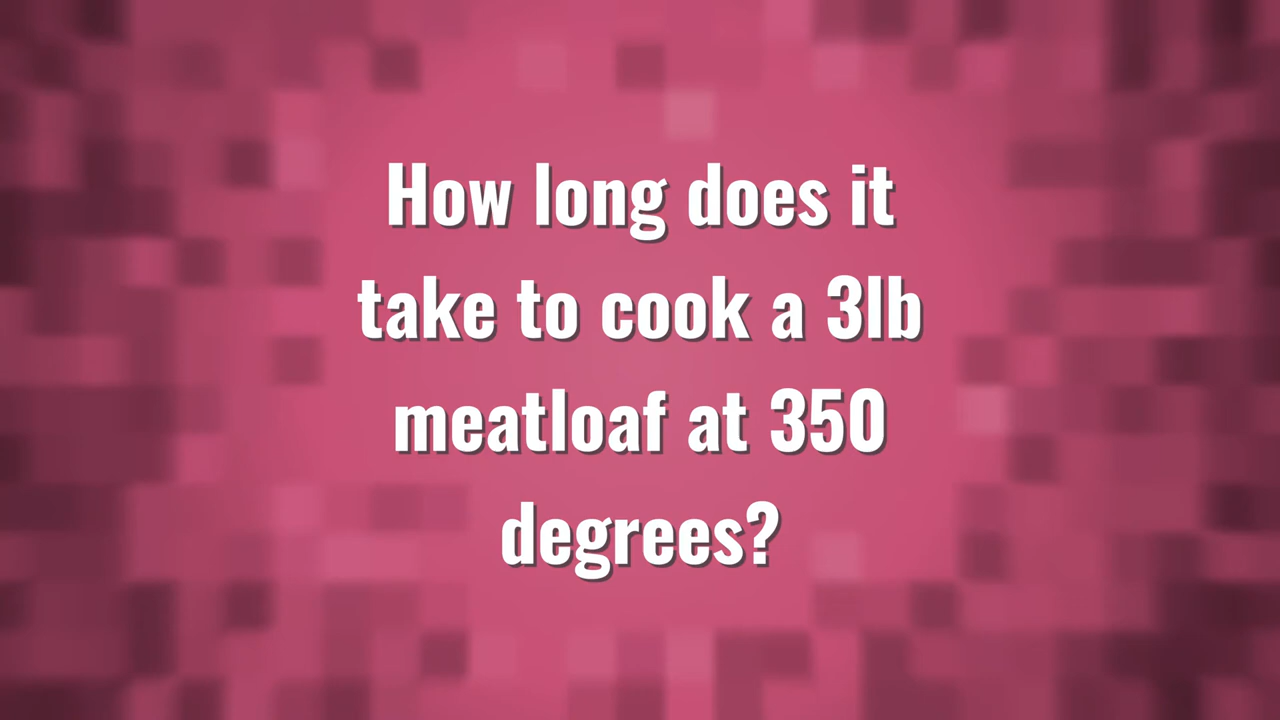 How long does it
take to cook a 3lb
meatloaf at 350
degrees?